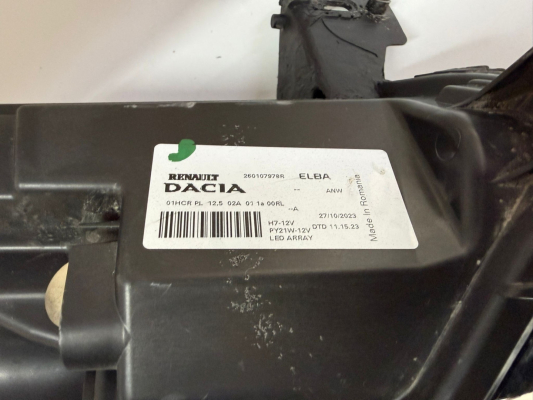 RENAULT 260107978R ELBA
DACIA -- ANW
01HCR PL 12,5 02A 01 1a 00RL
--A 27/10/2023
H7-12V
PY21W-12V DTD 11.15.23
LED ARRAY
Made In Romania